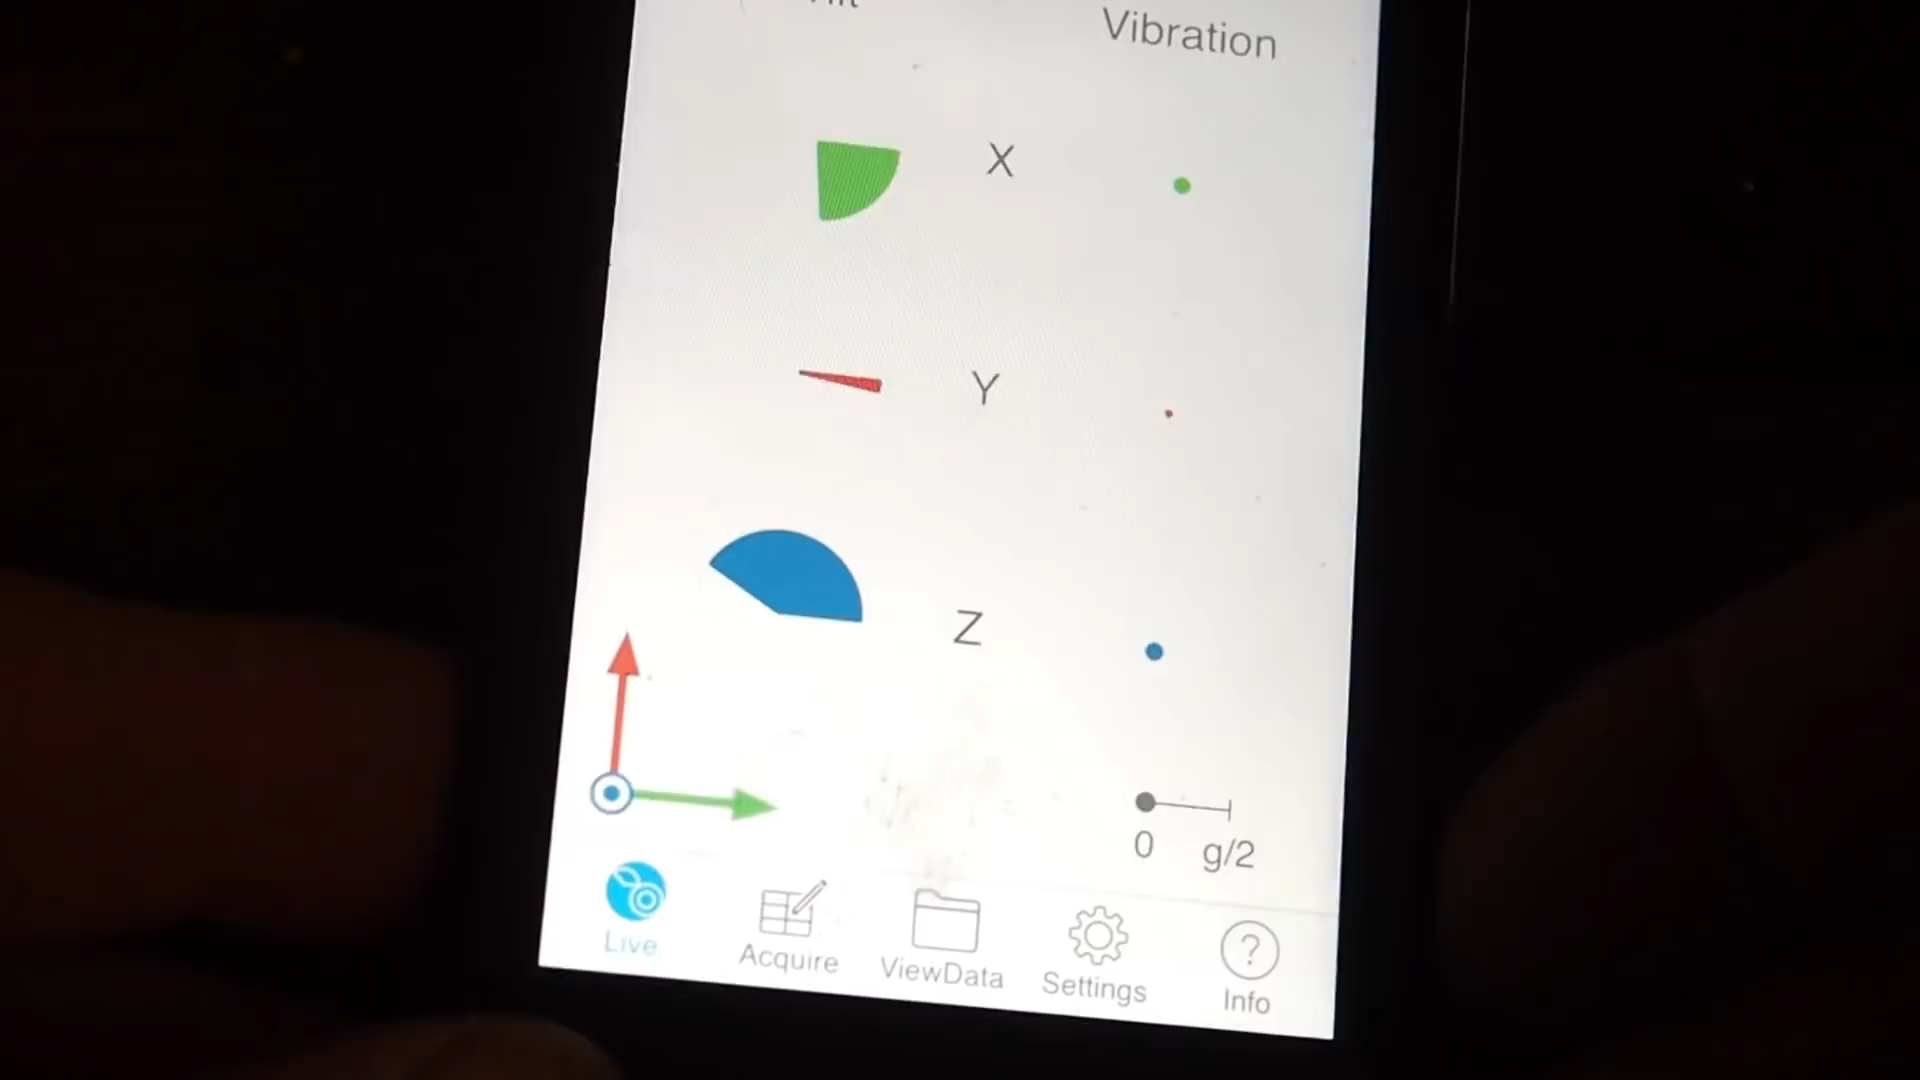 Vibration
X
Y
Z
0 g/2
Live
Acquire
ViewData
Settings
? Info